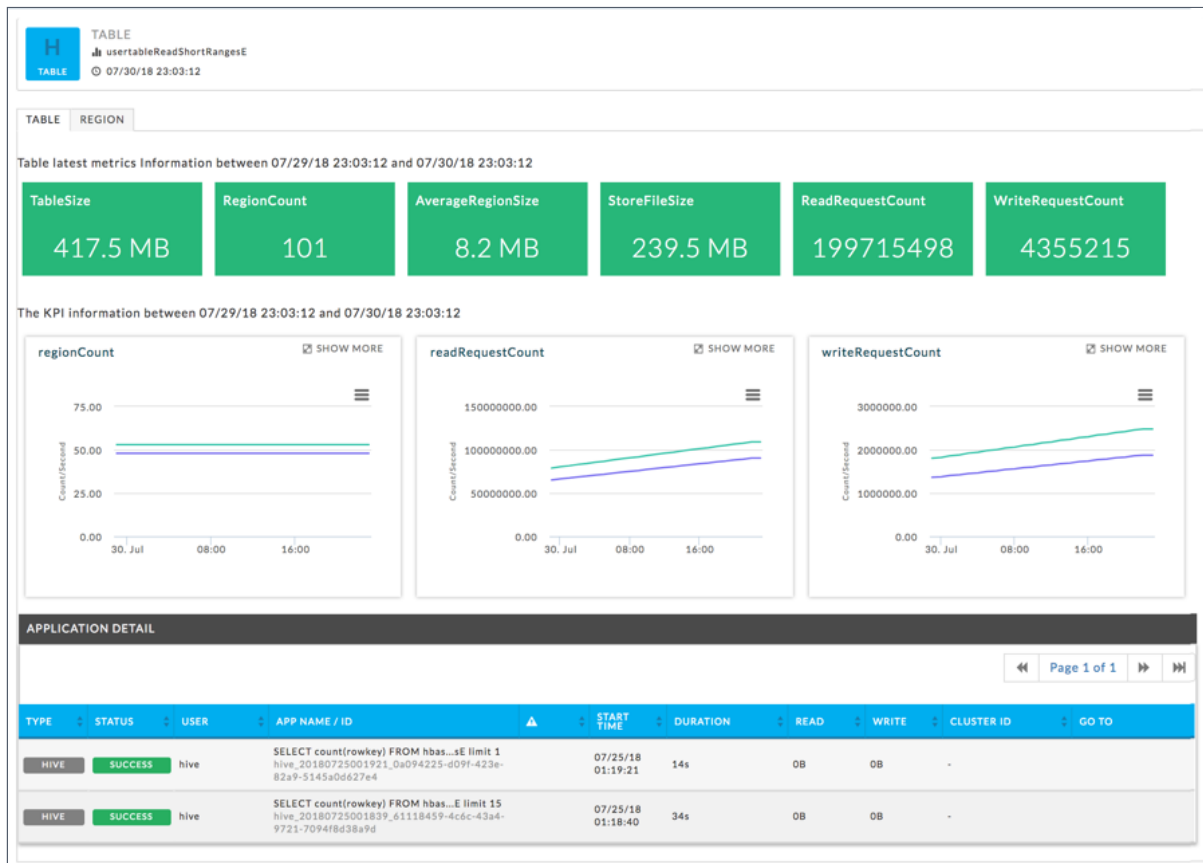 H
TABLE
TABLE
usertableReadShortRangesE
07/30/18 23:03:12
TABLE REGION
Table latest metrics Information between 07/29/18 23:03:12 and 07/30/18 23:03:12
TableSize RegionCount AverageRegionSize StoreFileSize ReadRequestCount WriteRequestCount
417.5 MB 101 8.2 MB 239.5 MB 199715498 4355215
The KPI information between 07/29/18 23:03:12 and 07/30/18 23:03:12
regionCount SHOW MORE
Count/Second
75.00
50.00
25.00
0.00
30. Jul 08:00 16:00
readRequestCount SHOW MORE
Count/Second
150000000.00
100000000.00
50000000.00
0.00
30. Jul 08:00 16:00
writeRequestCount SHOW MORE
Count/Second
3000000.00
2000000.00
1000000.00
0.00
30. Jul 08:00 16:00
APPLICATION DETAIL
Page 1 of 1
TYPE STATUS USER APP NAME / ID START TIME DURATION READ WRITE CLUSTER ID GO TO
HIVE SUCCESS hive SELECT count(rowkey) FROM hbas...sE limit 1
hive_20180725001921_0a094225-d09f-423e-
82a9-5145a0d627e4
07/25/18
01:19:21
14s 0B 0B -
HIVE SUCCESS hive SELECT count(rowkey) FROM hbas...E limit 15
hive_20180725001839_61118459-4c6c-43a4-
9721-7094f8d38a9d
07/25/18
01:18:40
34s 0B 0B -